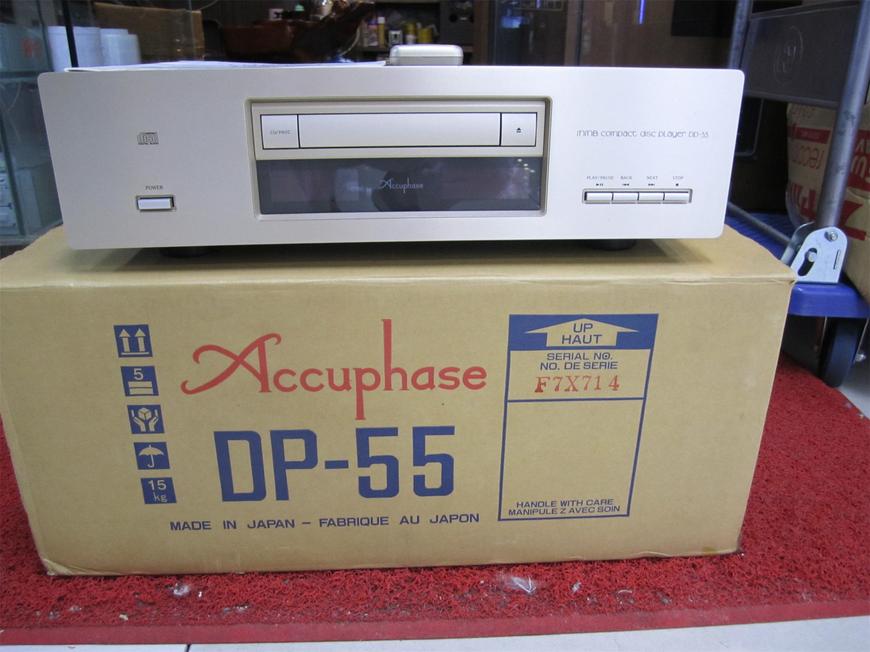 MMB compact disc player DP-55
POWER
PLAY/PAUSE BACK NEXT STOP
Accuphase
Accuphase
DP-55
MADE IN JAPAN – FABRIQUE AU JAPON
5
15
kg
UP
HAUT
SERIAL NO.
NO. DE SERIE
F7X714
HANDLE WITH CARE
MANIPULEZ AVEC SOIN